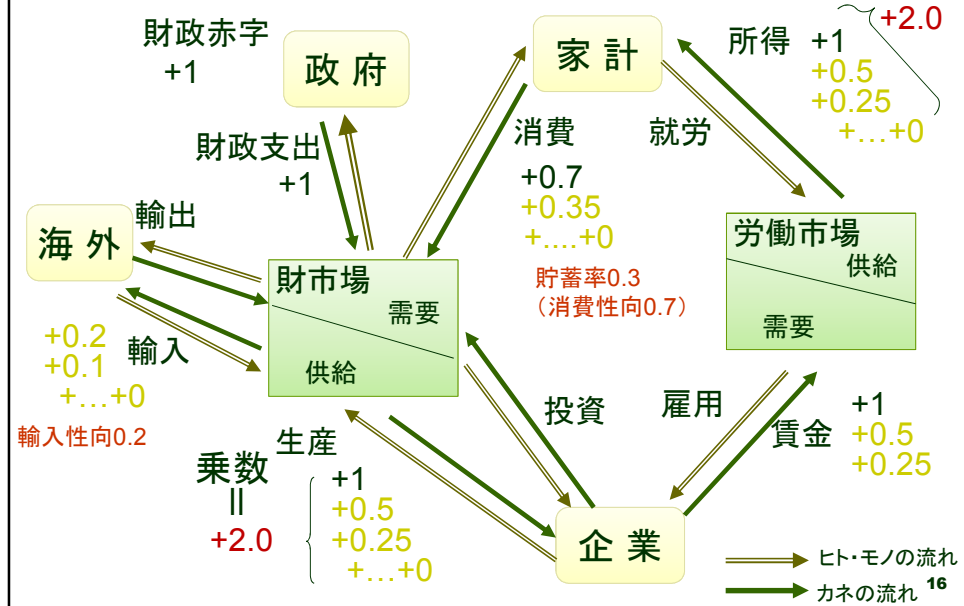 財政赤字
+1
政 府
家 計
所得
+1
+0.5
+0.25
+…+0
+2.0
財政支出
+1
消費
+0.7
+0.35
+....+0
就労
貯蓄率0.3
（消費性向0.7）
海 外
輸出
輸入
+0.2
+0.1
+…+0
輸入性向0.2
財市場
需要
供給
労働市場
供給
需要
投資
雇用
賃金
+1
+0.5
+0.25
生産
乗数
||
+2.0
+1
+0.5
+0.25
+…+0
企 業
ヒト・モノの流れ
カネの流れ
16